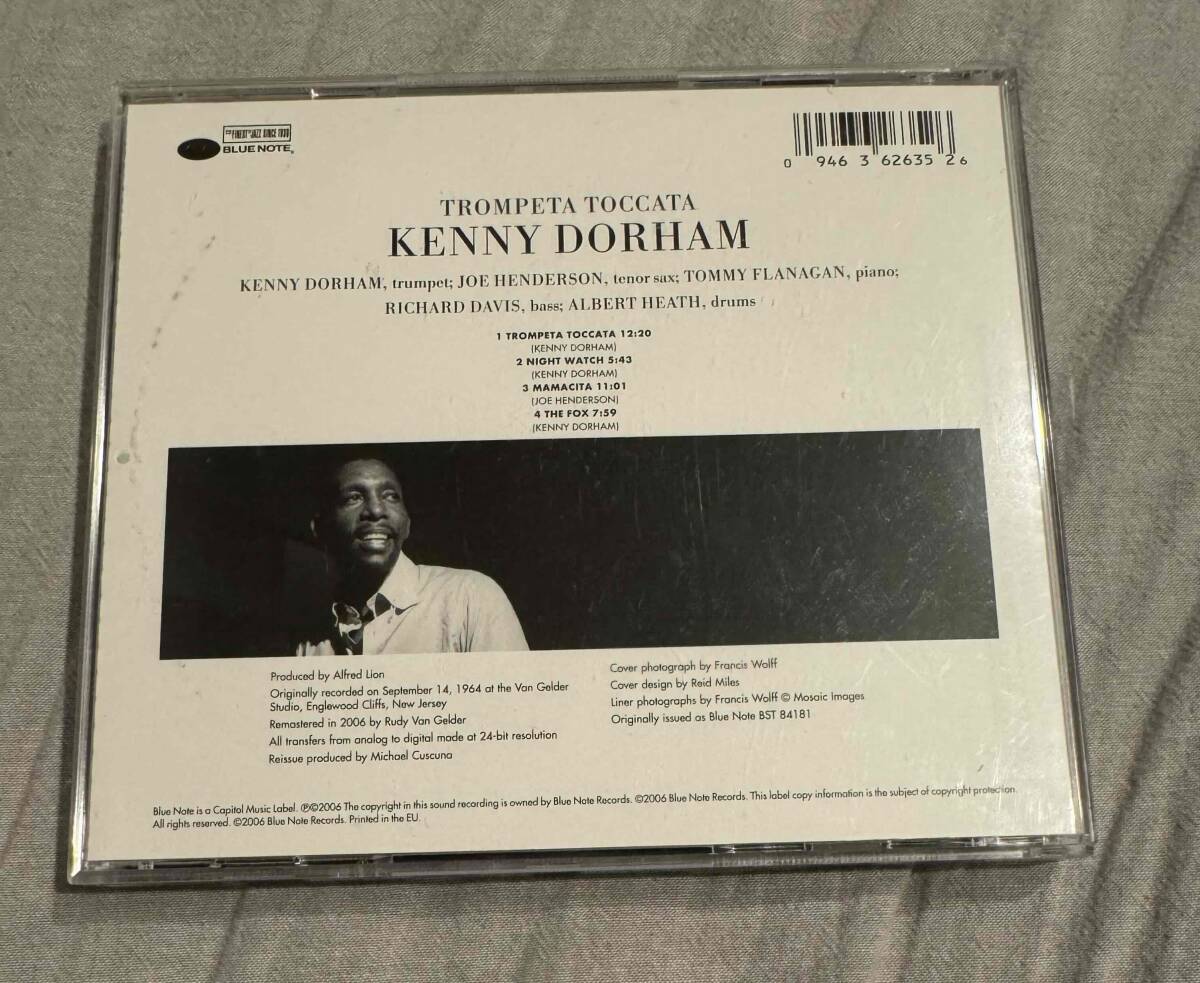 THE FINEST IN JAZZ SINCE 1939
BLUE NOTE®
0 946 3 62635 2 6
TROMPETA TOCCATA
KENNY DORHAM
KENNY DORHAM, trumpet; JOE HENDERSON, tenor sax; TOMMY FLANAGAN, piano;
RICHARD DAVIS, bass; ALBERT HEATH, drums
1 TROMPETA TOCCATA 12:20
(KENNY DORHAM)
2 NIGHT WATCH 5:43
(KENNY DORHAM)
3 MAMACITA 11:01
(JOE HENDERSON)
4 THE FOX 7:59
(KENNY DORHAM)
Produced by Alfred Lion
Originally recorded on September 14, 1964 at the Van Gelder
Studio, Englewood Cliffs, New Jersey
Remastered in 2006 by Rudy Van Gelder
All transfers from analog to digital made at 24-bit resolution
Reissue produced by Michael Cuscuna
Cover photograph by Francis Wolff
Cover design by Reid Miles
Liner photographs by Francis Wolff © Mosaic Images
Originally issued as Blue Note BST 84181
Blue Note is a Capitol Music Label. ℗©2006 The copyright in this sound recording is owned by Blue Note Records. ©2006 Blue Note Records. This label copy information is the subject of copyright protection.
All rights reserved. ©2006 Blue Note Records. Printed in the EU.